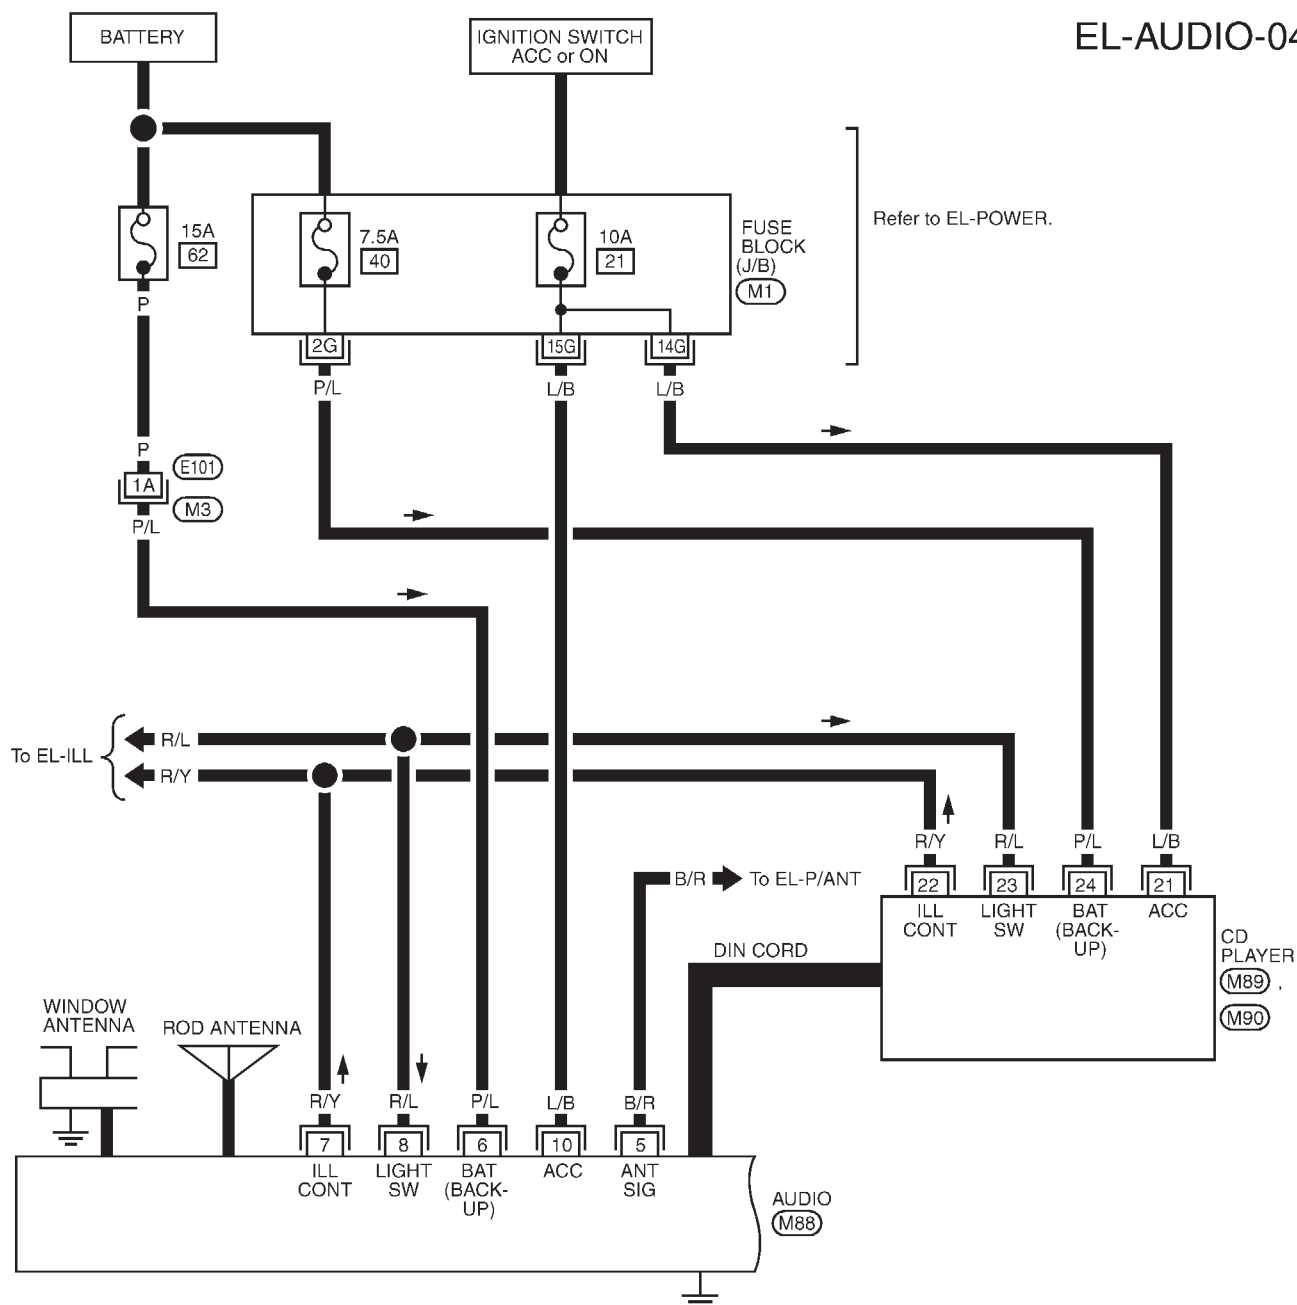 BATTERY
IGNITION SWITCH
ACC or ON
EL-AUDIO-04
15A
62
7.5A
40
10A
21
FUSE
BLOCK
(J/B)
M1
Refer to EL-POWER.
P
2G
15G
14G
P/L
L/B
L/B
P
1A
E101
M3
P/L
To EL-ILL
R/L
R/Y
R/Y
R/L
P/L
L/B
22
23
24
21
ILL
CONT
LIGHT
SW
BAT
(BACK-
UP)
ACC
CD
PLAYER
M89 ,
M90
B/R
To EL-P/ANT
DIN CORD
WINDOW
ANTENNA
ROD ANTENNA
R/Y
R/L
P/L
L/B
B/R
7
8
6
10
5
ILL
CONT
LIGHT
SW
BAT
(BACK-
UP)
ACC
ANT
SIG
AUDIO
M88